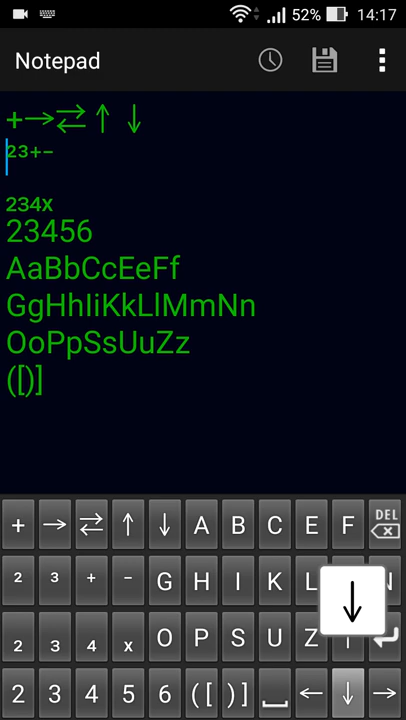 52% 14:17
Notepad
+→⇄↑ ↓
²³⁺⁻
₂₃₄ₓ
23456
AaBbCcEeFf
GgHhIiKkLlMmNn
OoPpSsUuZz
([)]
+ → ⇄ ↑ ↓ A B C E F DEL
² ³ ⁺ ⁻ G H I K L N
₂ ₃ ₄ ₓ O P S U Z ↓
2 3 4 5 6 ([ )] ← ↓ →